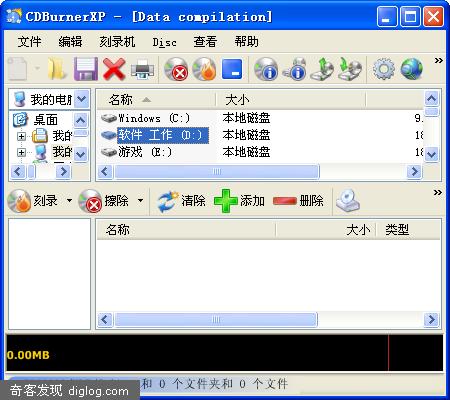 CDBurnerXP - [Data compilation]
文件 编辑 刻录机 Disc 查看 帮助
我的电脑
桌面
我的
我的
名称 大小
Windows (C:) 本地磁盘 9.
软件 工作 (D:) 本地磁盘 18
游戏 (E:) 本地磁盘 18
刻录 擦除 清除 添加 删除
名称 大小 类型
0.00MB
和 0 个文件夹和 0 个文件
奇客发现 diglog.com